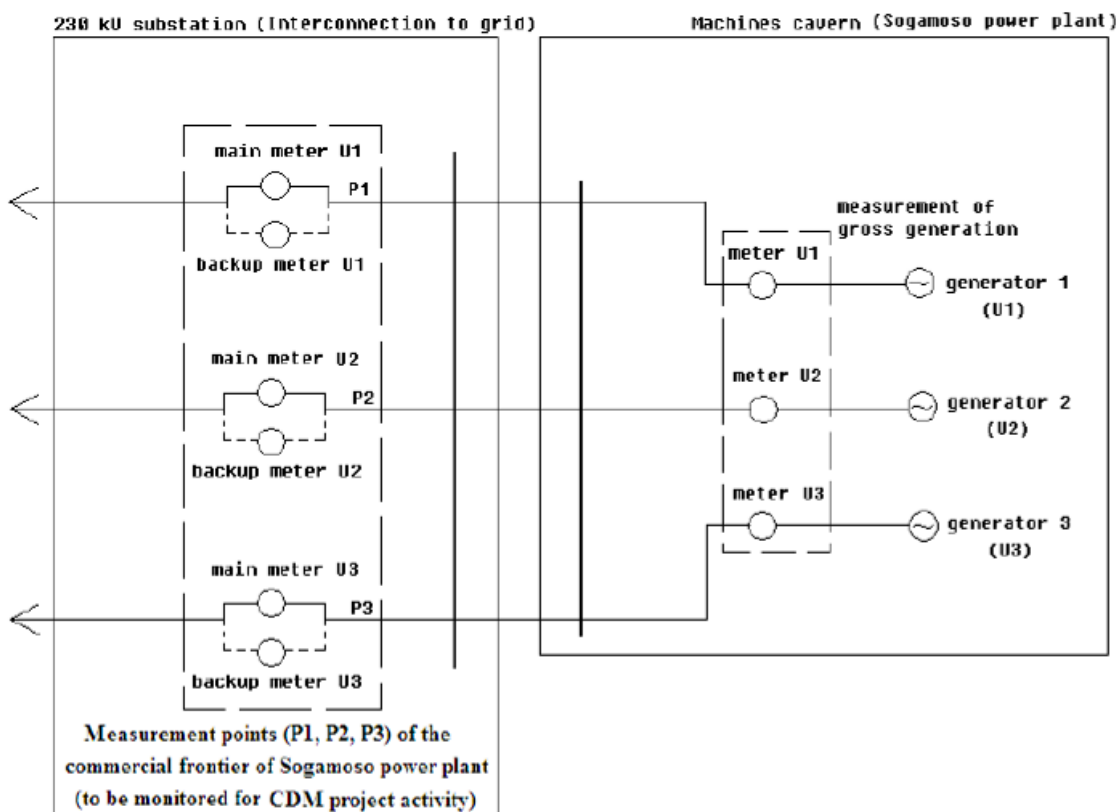 230 kV substation (Interconnection to grid)
Machines cavern (Sogamoso power plant)
main meter U1
P1
backup meter U1
measurement of
gross generation
meter U1
generator 1
(U1)
main meter U2
P2
backup meter U2
meter U2
generator 2
(U2)
meter U3
generator 3
(U3)
main meter U3
P3
backup meter U3
Measurement points (P1, P2, P3) of the
commercial frontier of Sogamoso power plant
(to be monitored for CDM project activity)